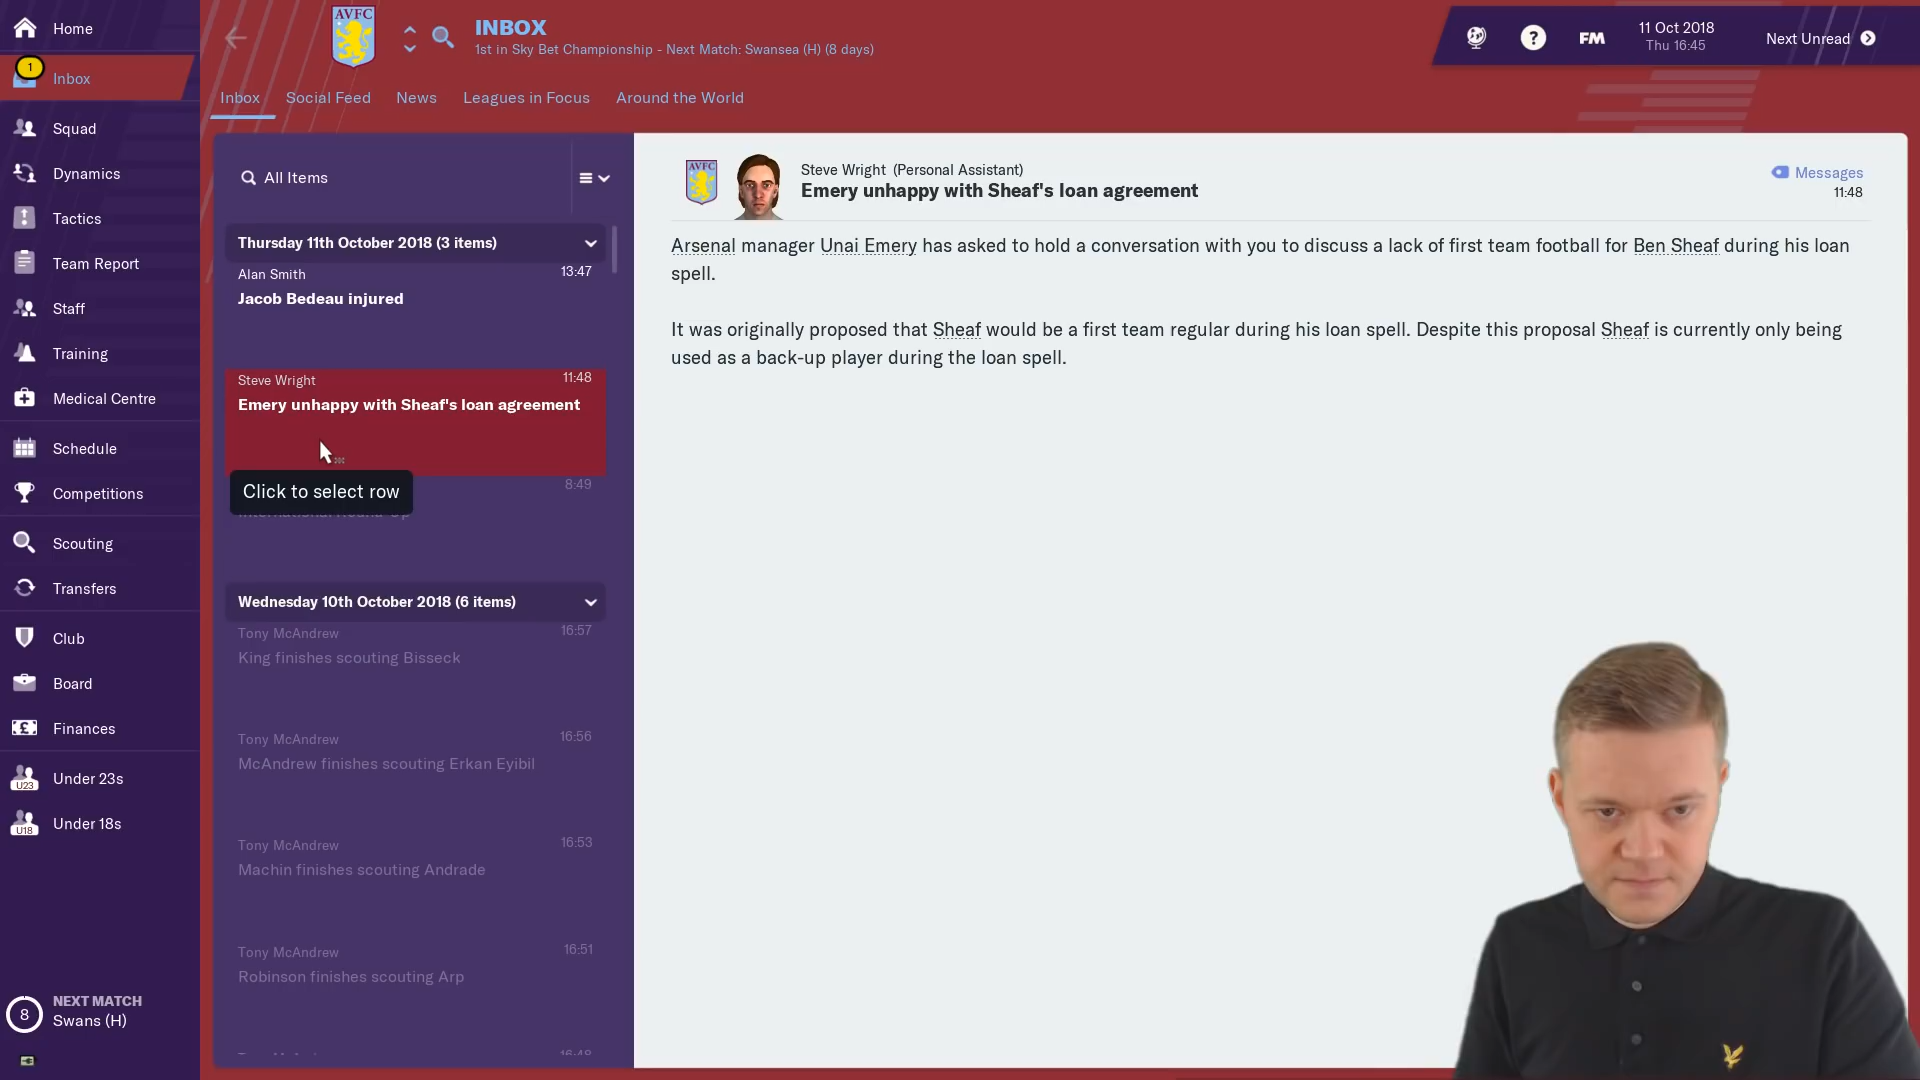 Home
1
Inbox
Squad
Dynamics
Tactics
Team Report
Staff
Training
Medical Centre
Schedule
Competitions
Scouting
Transfers
Club
Board
Finances
U23
Under 23s
U18
Under 18s
8
NEXT MATCH
Swans (H)
AVFC
INBOX
1st in Sky Bet Championship - Next Match: Swansea (H) (8 days)
FM
11 Oct 2018
Thu 16:45
Next Unread
Inbox
Social Feed
News
Leagues in Focus
Around the World
All Items
Thursday 11th October 2018 (3 items)
Alan Smith
13:47
Jacob Bedeau injured
Steve Wright
11:48
Emery unhappy with Sheaf's loan agreement
Click to select row
8:49
Wednesday 10th October 2018 (6 items)
Tony McAndrew
16:57
King finishes scouting Bisseck
Tony McAndrew
16:56
McAndrew finishes scouting Erkan Eyibil
Tony McAndrew
16:53
Machin finishes scouting Andrade
Tony McAndrew
16:51
Robinson finishes scouting Arp
AVFC
Steve Wright (Personal Assistant)
Emery unhappy with Sheaf's loan agreement
Messages
11:48
Arsenal manager Unai Emery has asked to hold a conversation with you to discuss a lack of first team football for Ben Sheaf during his loan
spell.
It was originally proposed that Sheaf would be a first team regular during his loan spell. Despite this proposal Sheaf is currently only being
used as a back-up player during the loan spell.